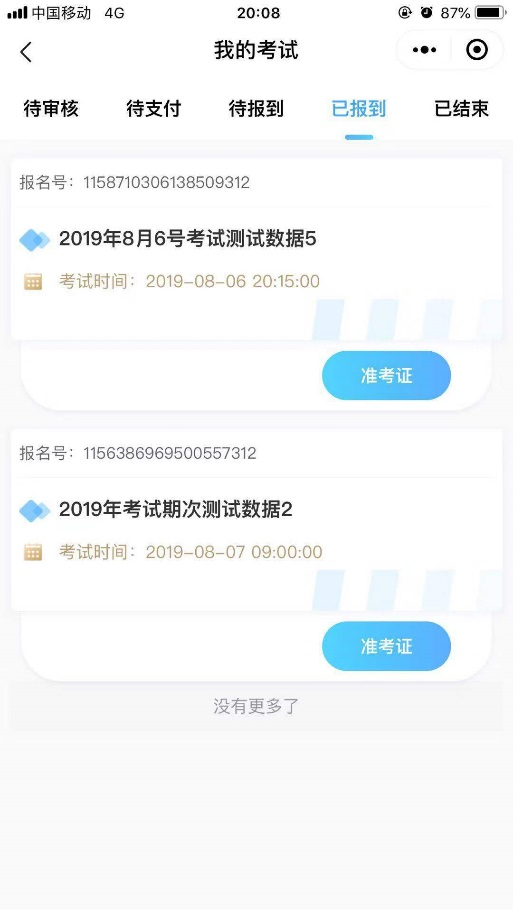 中国移动 4G 20:08 87%
我的考试
待审核 待支付 待报到 已报到 已结束
报名号：1158710306138509312
2019年8月6号考试测试数据5
考试时间：2019-08-06 20:15:00
准考证
报名号：1156386969500557312
2019年考试期次测试数据2
考试时间：2019-08-07 09:00:00
准考证
没有更多了